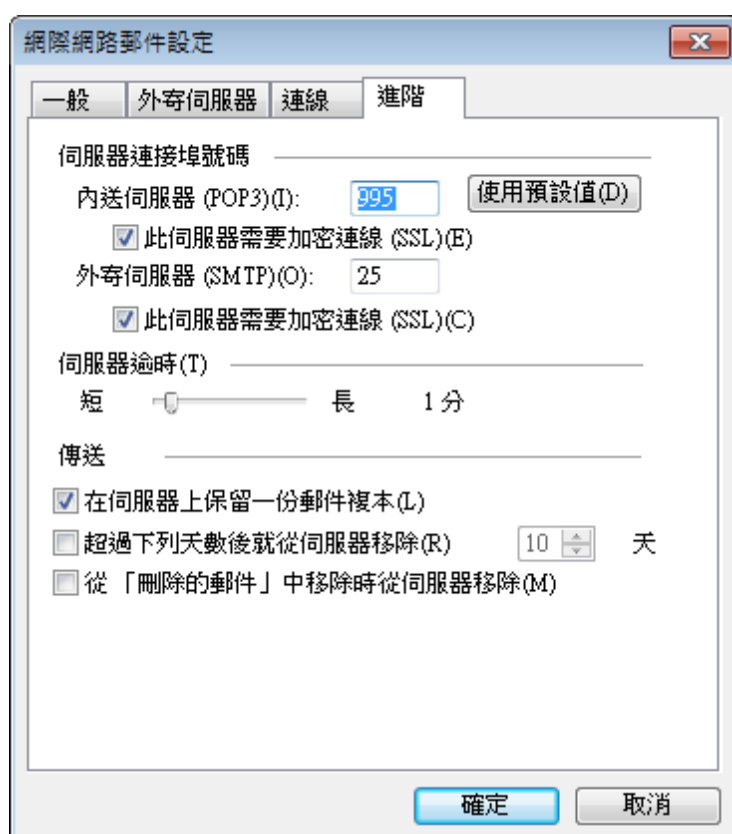 網際網路郵件設定
一般 外寄伺服器 連線 進階
伺服器連接埠號碼
內送伺服器 (POP3)(I): 995 使用預設值(D)
此伺服器需要加密連線 (SSL)(E)
外寄伺服器 (SMTP)(O): 25
此伺服器需要加密連線 (SSL)(C)
伺服器逾時(T)
短 長 1 分
傳送
在伺服器上保留一份郵件複本(L)
超過下列天數後就從伺服器移除(R) 10 天
從「刪除的郵件」中移除時從伺服器移除(M)
確定 取消